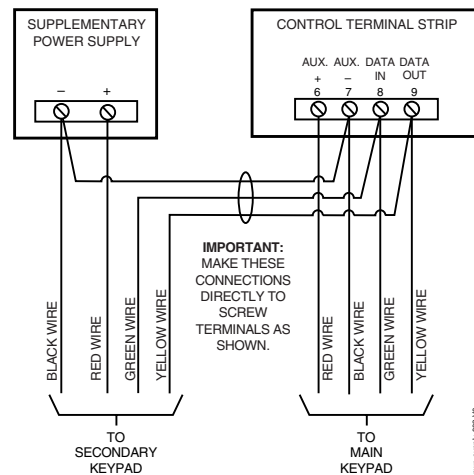 SUPPLEMENTARY
POWER SUPPLY
– +
CONTROL TERMINAL STRIP
AUX. AUX. DATA DATA
+ – IN OUT
6 7 8 9
IMPORTANT:
MAKE THESE
CONNECTIONS
DIRECTLY TO
SCREW
TERMINALS AS
SHOWN.
BLACK WIRE
RED WIRE
GREEN WIRE
YELLOW WIRE
RED WIRE
BLACK WIRE
GREEN WIRE
YELLOW WIRE
TO
SECONDARY
KEYPAD
TO
MAIN
KEYPAD